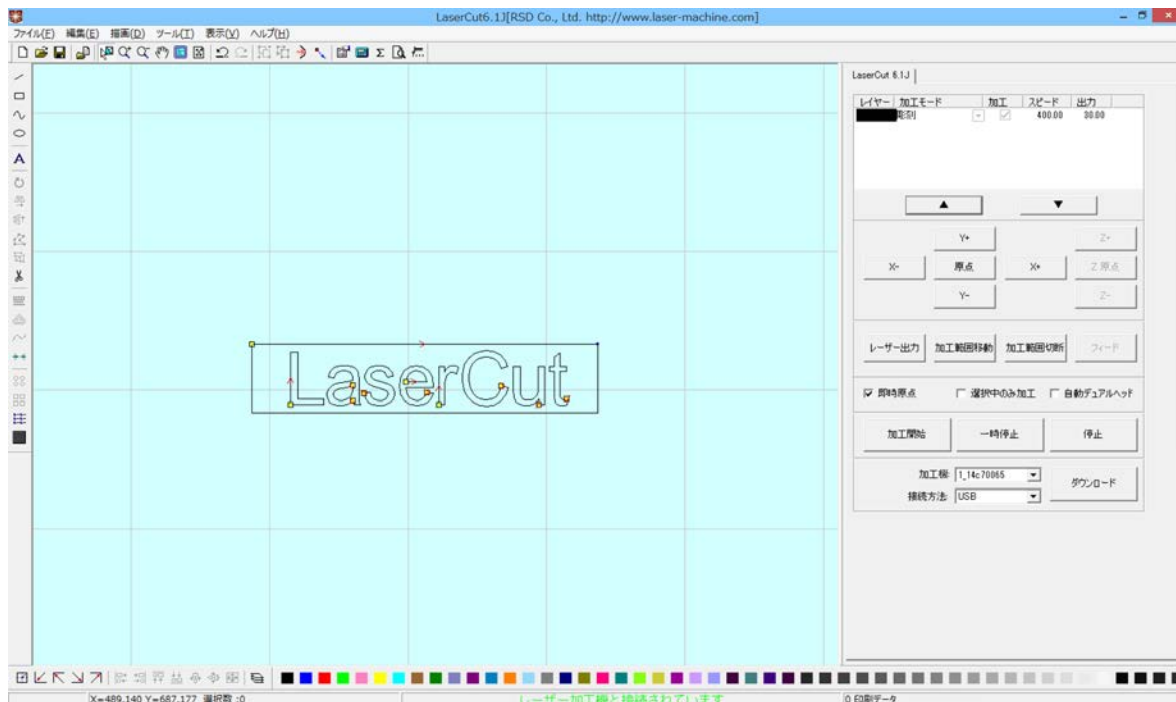 LaserCut6.1J[RSD Co., Ltd. http://www.laser-machine.com]
ファイル(F) 編集(E) 描画(D) ツール(T) 表示(V) ヘルプ(H)
LaserCut 6.1J
レイヤー 加工モード 加工 スピード 出力
彫刻 400.00 30.00
▲ ▼
Y+ Z+
X- 原点 X+ Z 原点
Y- Z-
レーザー出力 加工範囲移動 加工範囲切断 フィード
LaserCut
即時原点 選択中のみ加工 自動デュアルヘッド
加工開始 一時停止 停止
加工機: 1_14c70065
ダウンロード
接続方法: USB
X=489.140 Y=687.177 選択数 :0 レーザー加工機と接続されています 0 印刷データ